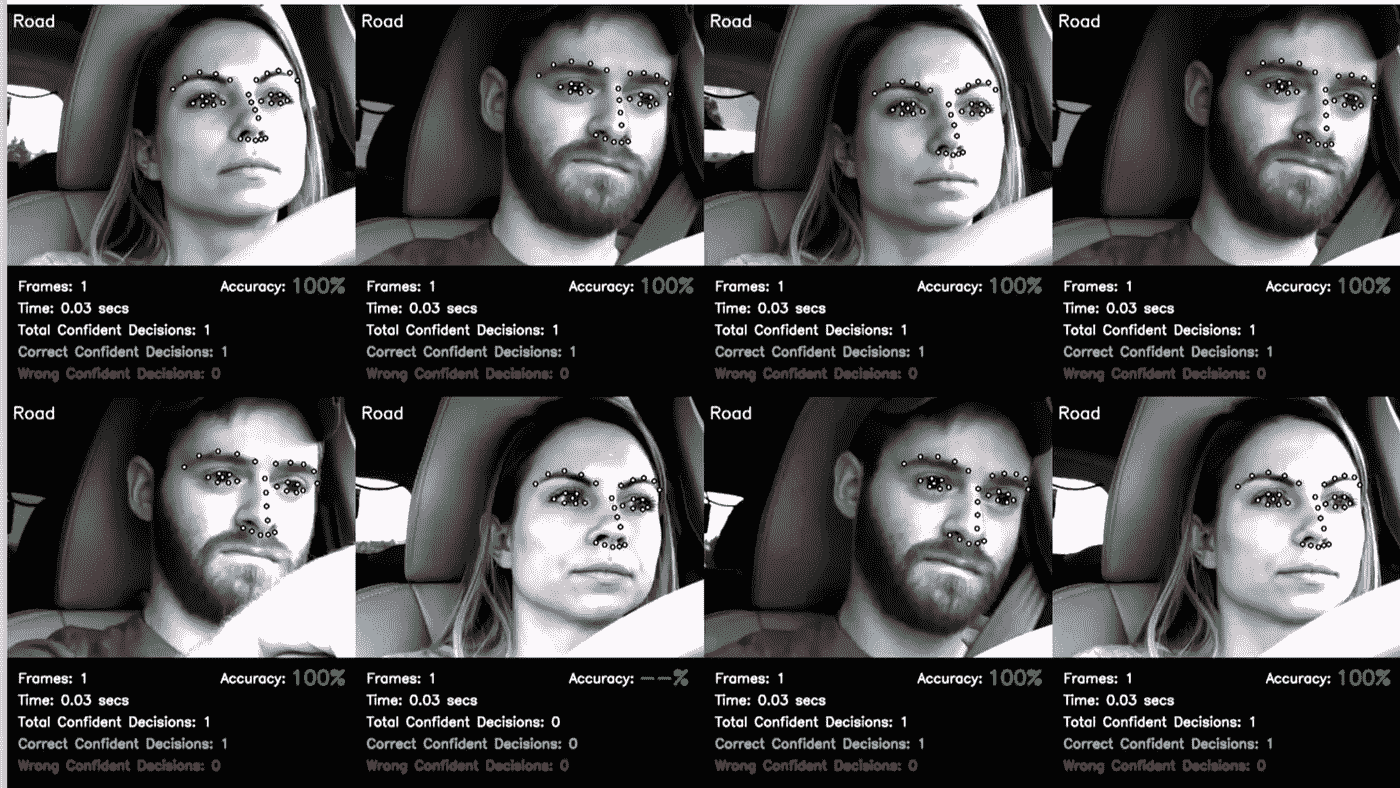 Road
Frames: 1 Accuracy: 100%
Time: 0.03 secs
Total Confident Decisions: 1
Correct Confident Decisions: 1
Wrong Confident Decisions: 0
Road
Frames: 1 Accuracy: 100%
Time: 0.03 secs
Total Confident Decisions: 1
Correct Confident Decisions: 1
Wrong Confident Decisions: 0
Road
Frames: 1 Accuracy: 100%
Time: 0.03 secs
Total Confident Decisions: 1
Correct Confident Decisions: 1
Wrong Confident Decisions: 0
Road
Frames: 1 Accuracy: 100%
Time: 0.03 secs
Total Confident Decisions: 1
Correct Confident Decisions: 1
Wrong Confident Decisions: 0
Road
Frames: 1 Accuracy: 100%
Time: 0.03 secs
Total Confident Decisions: 1
Correct Confident Decisions: 1
Wrong Confident Decisions: 0
Road
Frames: 1 Accuracy: --%
Time: 0.03 secs
Total Confident Decisions: 0
Correct Confident Decisions: 0
Wrong Confident Decisions: 0
Road
Frames: 1 Accuracy: 100%
Time: 0.03 secs
Total Confident Decisions: 1
Correct Confident Decisions: 1
Wrong Confident Decisions: 0
Road
Frames: 1 Accuracy: 100%
Time: 0.03 secs
Total Confident Decisions: 1
Correct Confident Decisions: 1
Wrong Confident Decisions: 0